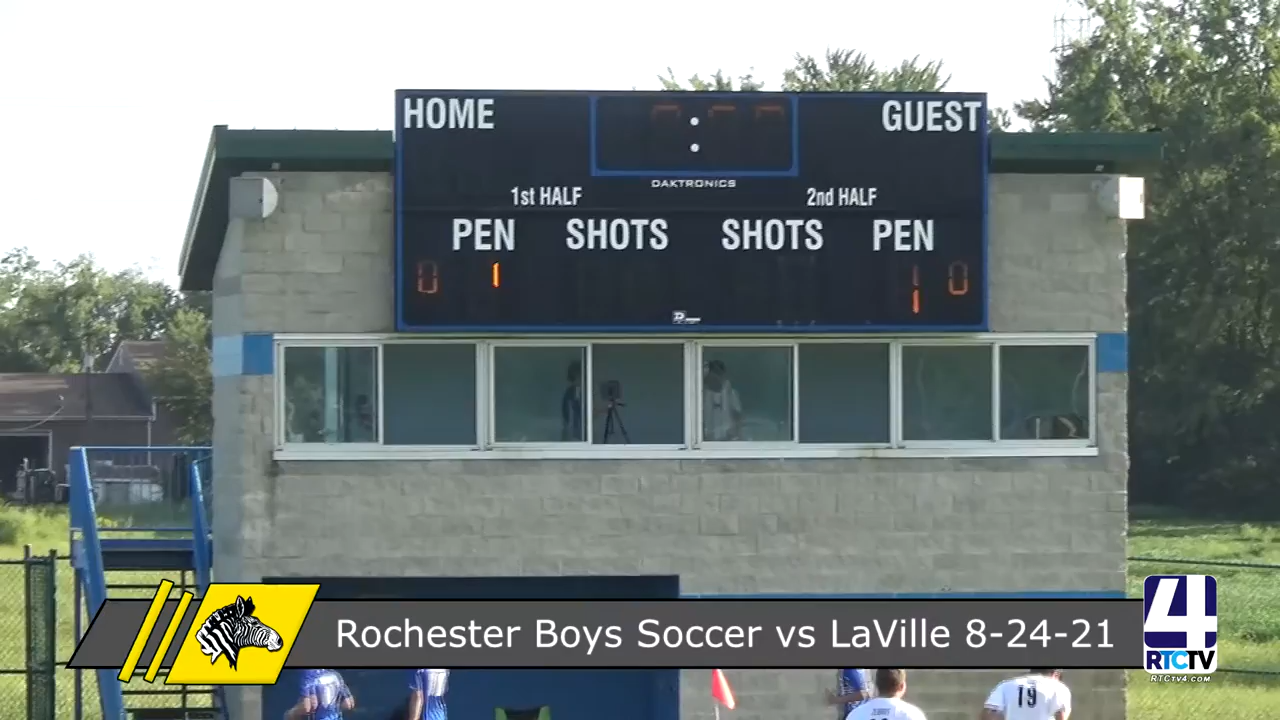 HOME
GUEST
:
DAKTRONICS
1st HALF
2nd HALF
PEN SHOTS SHOTS PEN
0 1
0
Rochester Boys Soccer vs LaVille 8-24-21
4
RTCTV
RTCtv4.com
19